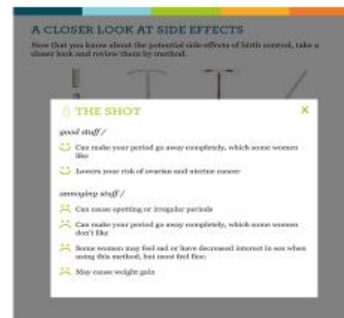 A CLOSER LOOK AT SIDE EFFECTS
Now that you know about the potential side effects of birth control, take a
closer look and review them by method.
THE SHOT
good stuff /
Can make your period go away completely, which some women
like
Lowers your risk of ovarian and uterine cancer
annoying stuff /
Can cause spotting or irregular periods
Can make your period go away completely, which some women
don't like
Some women may feel sad or have decreased interest in sex when
using this method, but most feel fine.
May cause weight gain